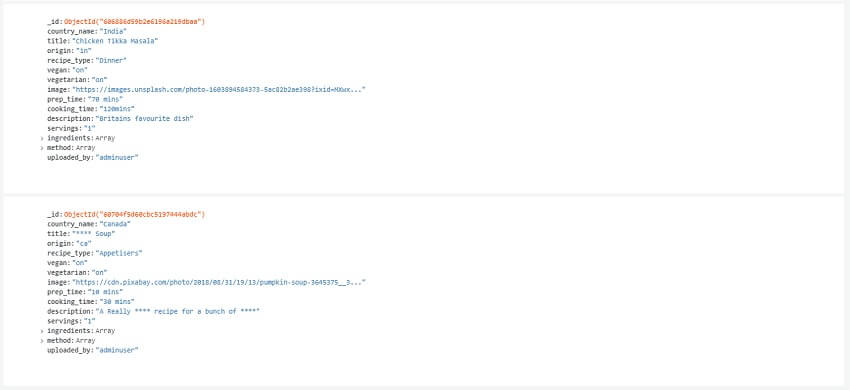 _id: ObjectId("606886d59b2e6196a219dbaa")
country_name: "India"
title: "Chicken Tikka Masala"
origin: "in"
recipe_type: "Dinner"
vegan: "on"
vegetarian: "on"
image: "https://images.unsplash.com/photo-1603894584373-5ac82b2ae398?ixid=MXwx..."
prep_time: "70 mins"
cooking_time: "120mins"
description: "Britains favourite dish"
servings: "1"
> ingredients: Array
> method: Array
uploaded_by: "adminuser"
_id: ObjectId("60704f5d60cbc5197444abdc")
country_name: "Canada"
title: "**** Soup"
origin: "ca"
recipe_type: "Appetisers"
vegan: "on"
vegetarian: "on"
image: "https://cdn.pixabay.com/photo/2018/08/31/19/13/pumpkin-soup-3645375__3..."
prep_time: "10 mins"
cooking_time: "30 mins"
description: "A Really **** recipe for a bunch of ****"
servings: "1"
> ingredients: Array
> method: Array
uploaded_by: "adminuser"